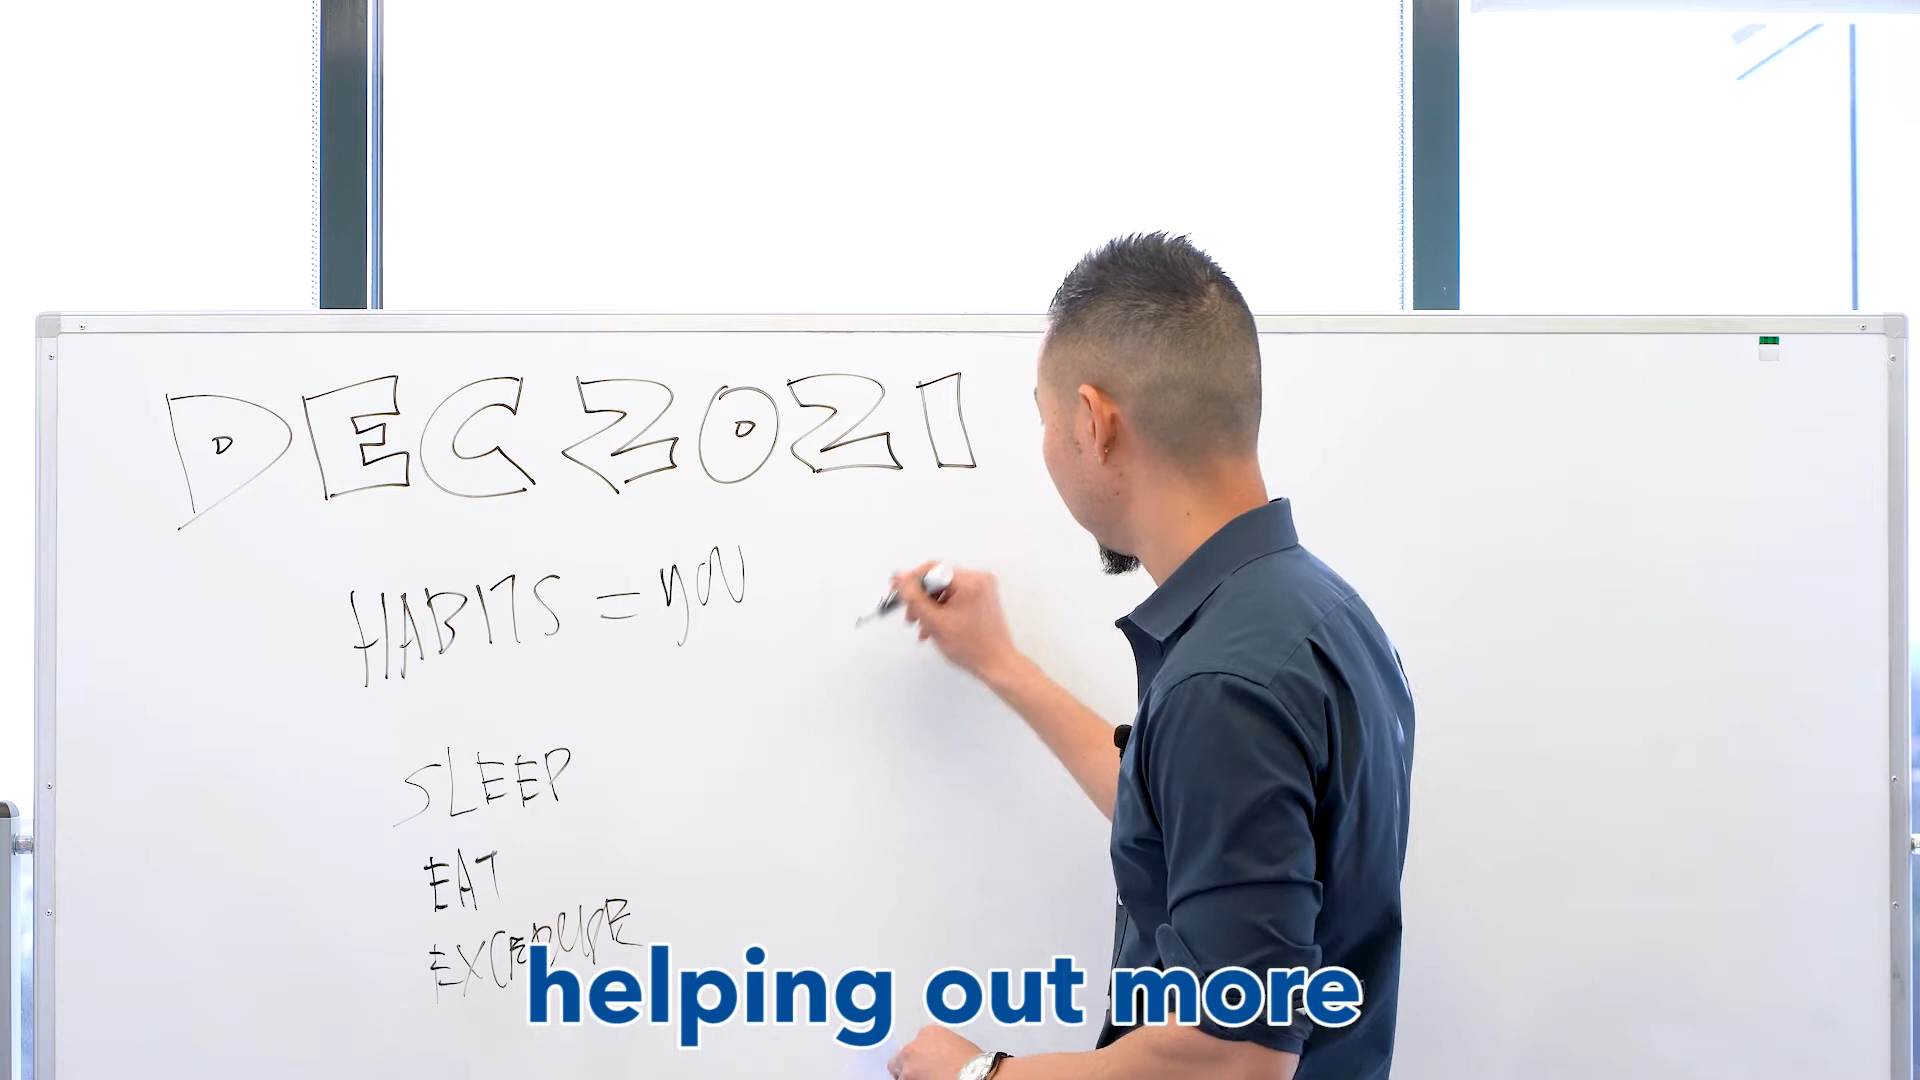 DEC 2021
HABITS = YOU
SLEEP
EAT
helping out more